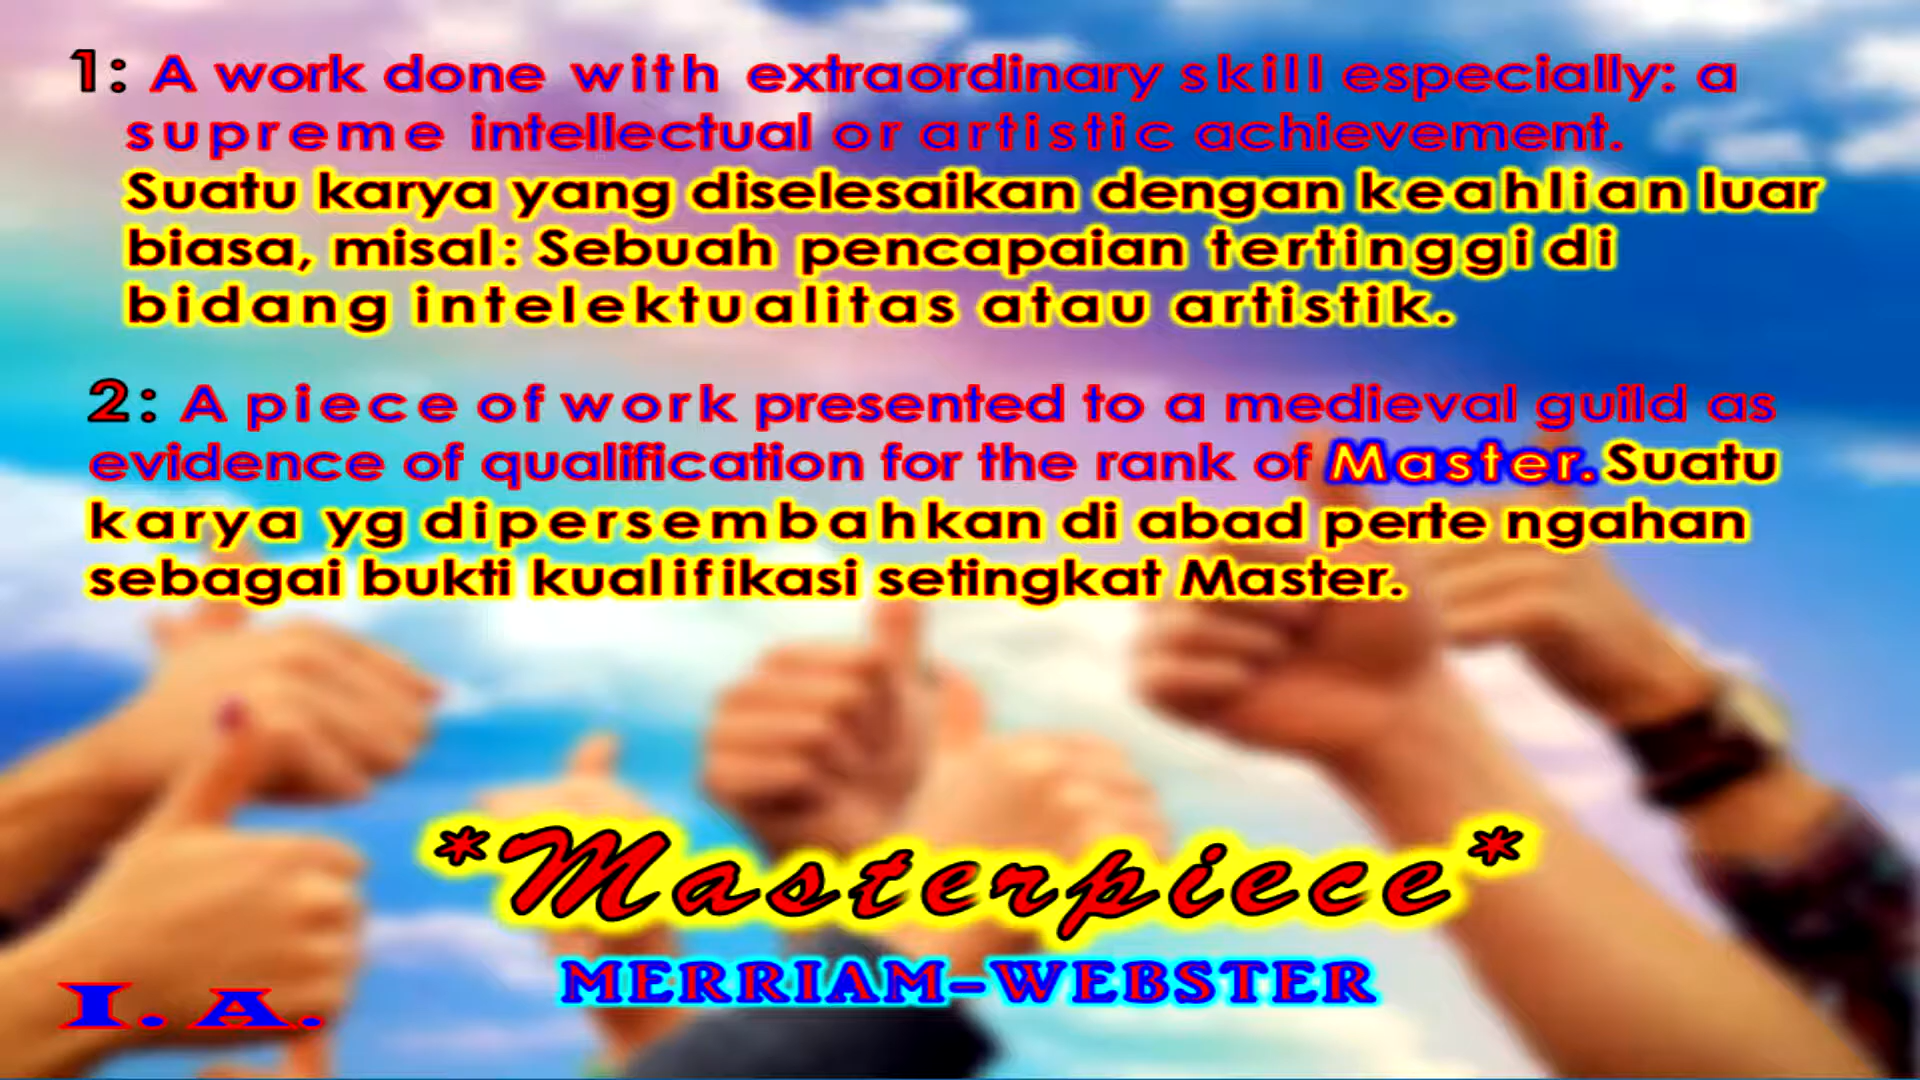 1: A work done with extraordinary skill especially: a
supreme intellectual or artistic achievement.
Suatu karya yang diselesaikan dengan keahlian luar
biasa, misal: Sebuah pencapaian tertinggi di
bidang intelektualitas atau artistik.
2: A piece of work presented to a medieval guild as
evidence of qualification for the rank of Master. Suatu
karya yg dipersembahkan di abad perte ngahan
sebagai bukti kualifikasi setingkat Master.
*Masterpiece*
MERRIAM-WEBSTER
I. A.